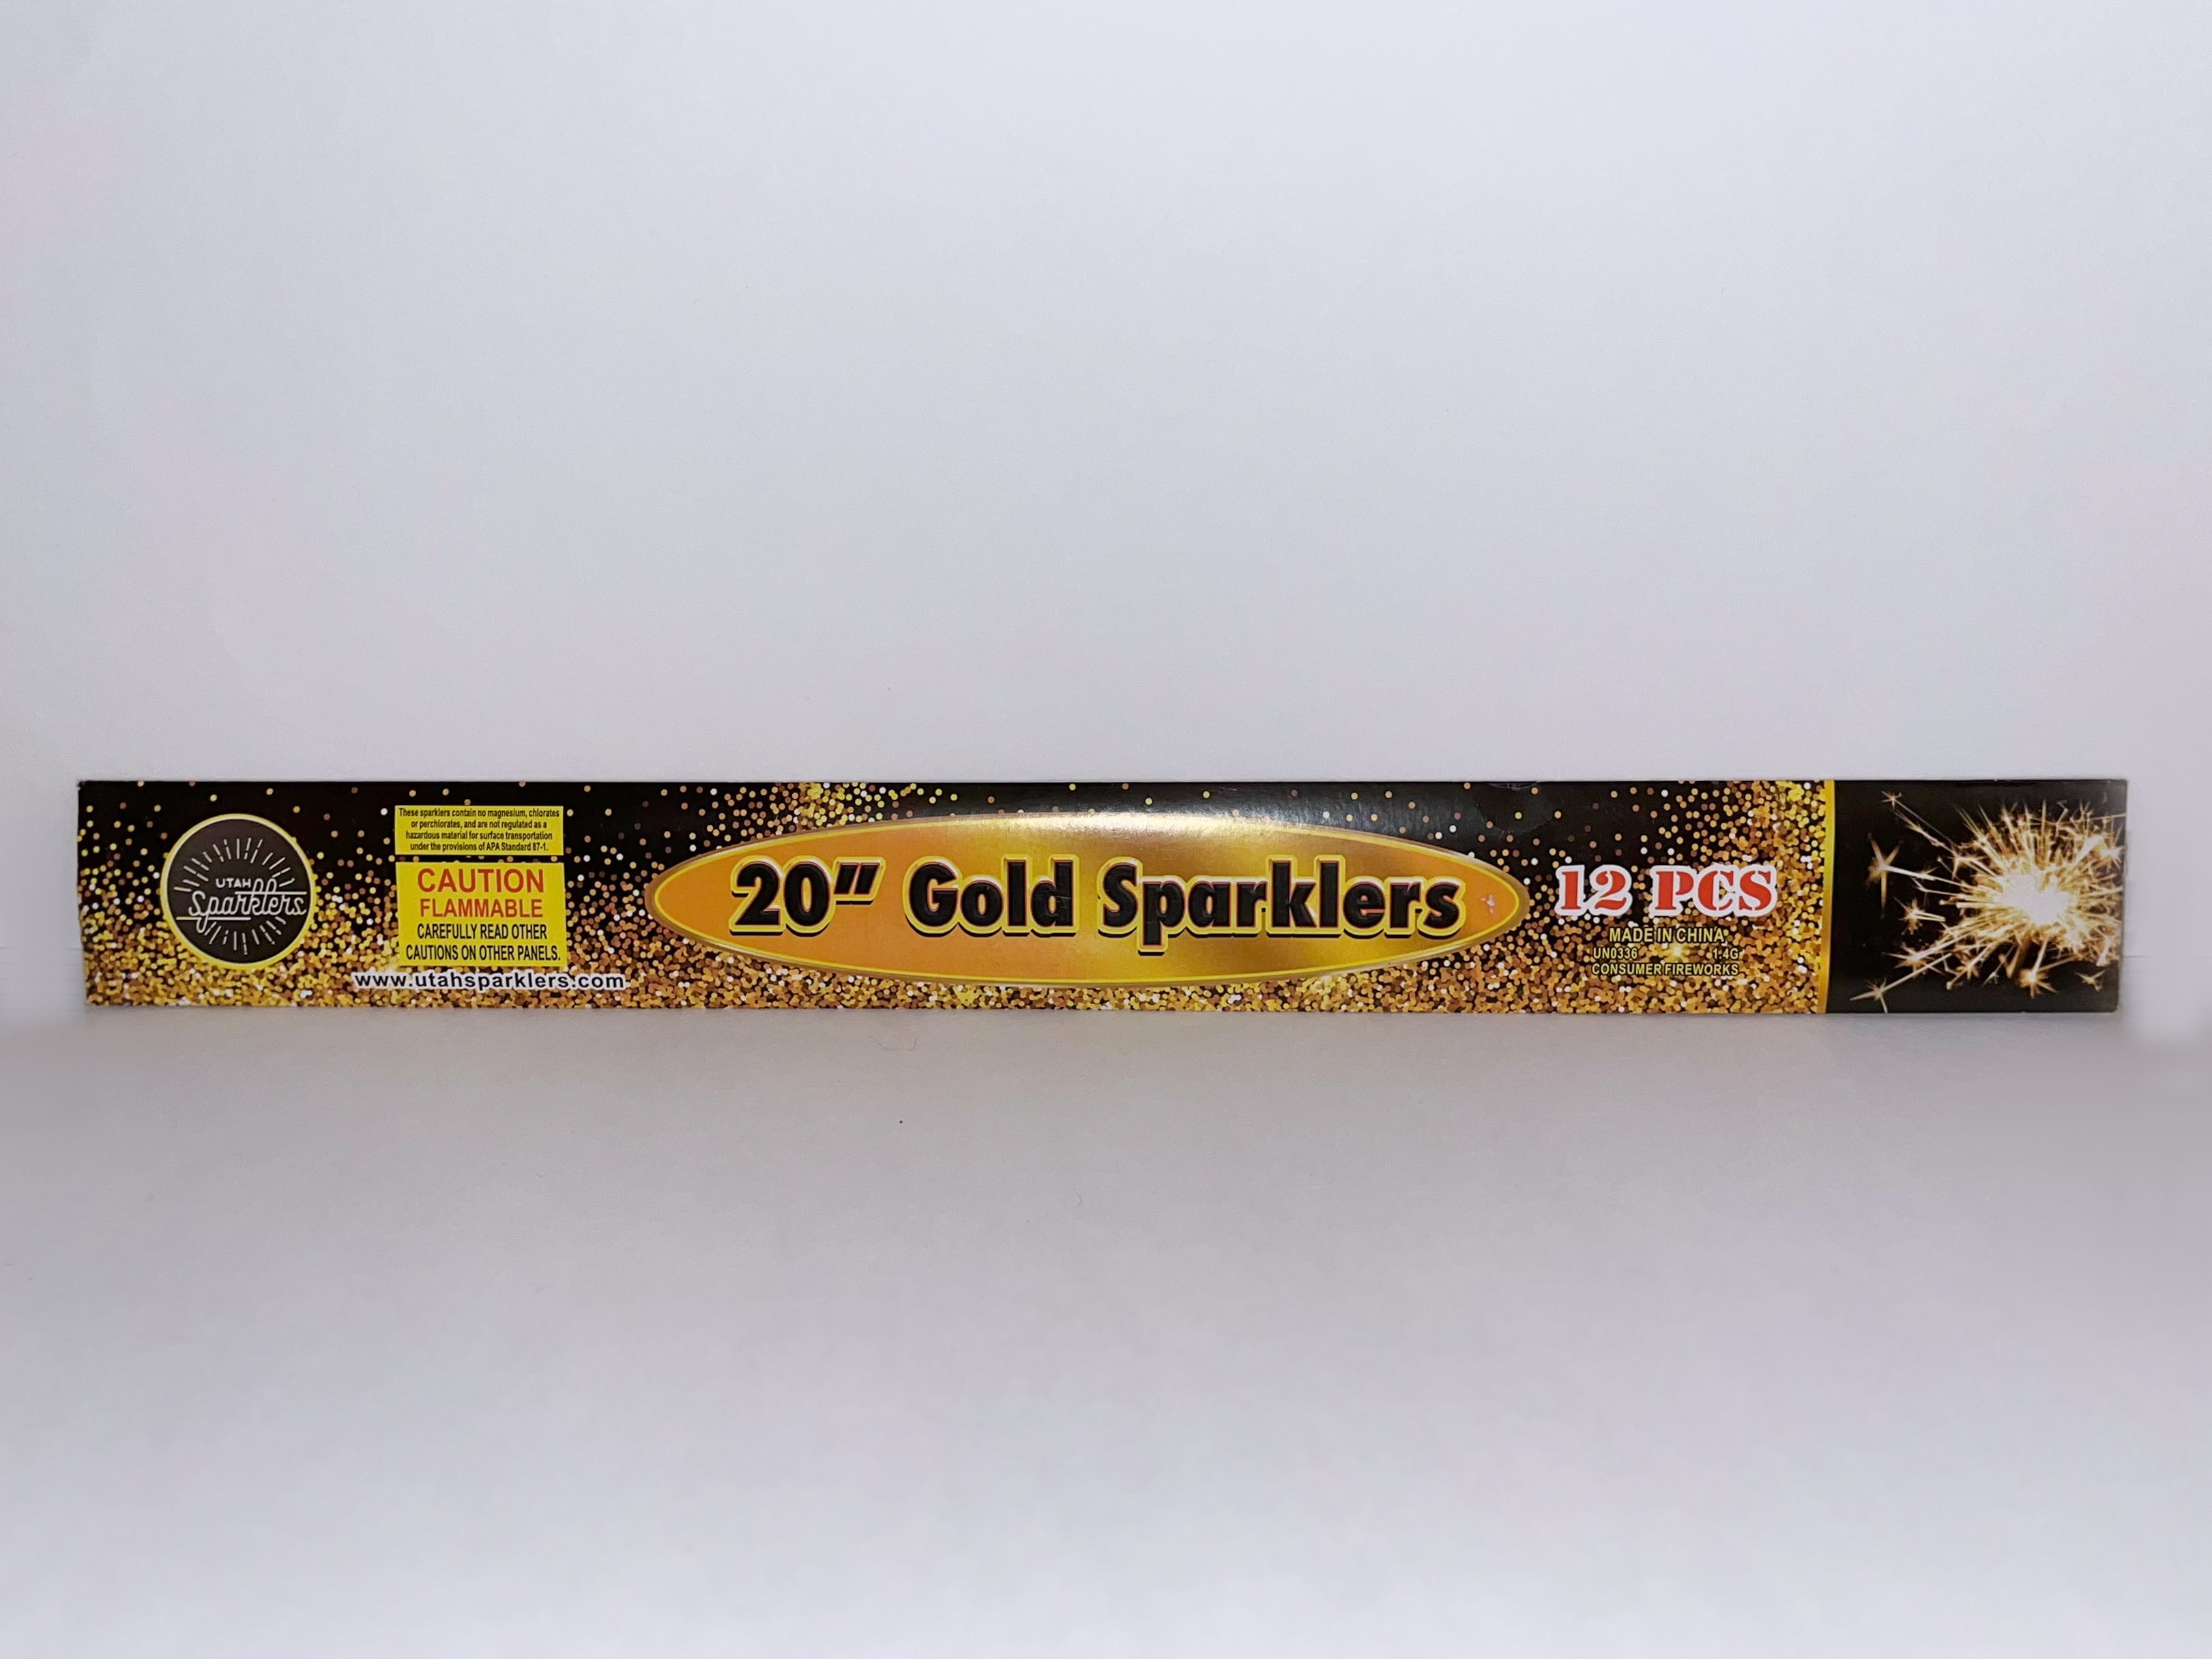 UTAH
Sparklers
These sparklers contain no magnesium, chlorates
or perchlorates, and are not regulated as a
hazardous material for surface transportation
under the provisions of APA Standard 87-1.
CAUTION
FLAMMABLE
CAREFULLY READ OTHER
CAUTIONS ON OTHER PANELS.
www.utahsparklers.com
20" Gold Sparklers
12 PCS
MADE IN CHINA
UN0336 1.4G
CONSUMER FIREWORKS